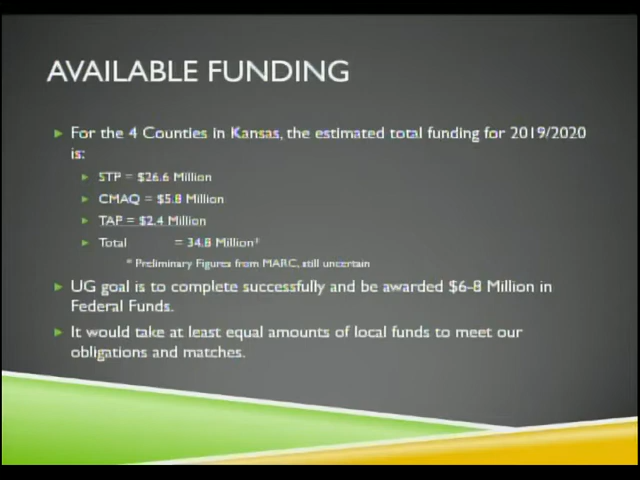 AVAILABLE FUNDING
For the 4 Counties in Kansas, the estimated total funding for 2019/2020
is:
STP = $26.6 Million
CMAQ = $5.8 Million
TAP = $2.4 Million
Total = 34.8 Million*
* Preliminary Figures from MARC, still uncertain
UG goal is to complete successfully and be awarded $6-8 Million in
Federal Funds.
It would take at least equal amounts of local funds to meet our
obligations and matches.